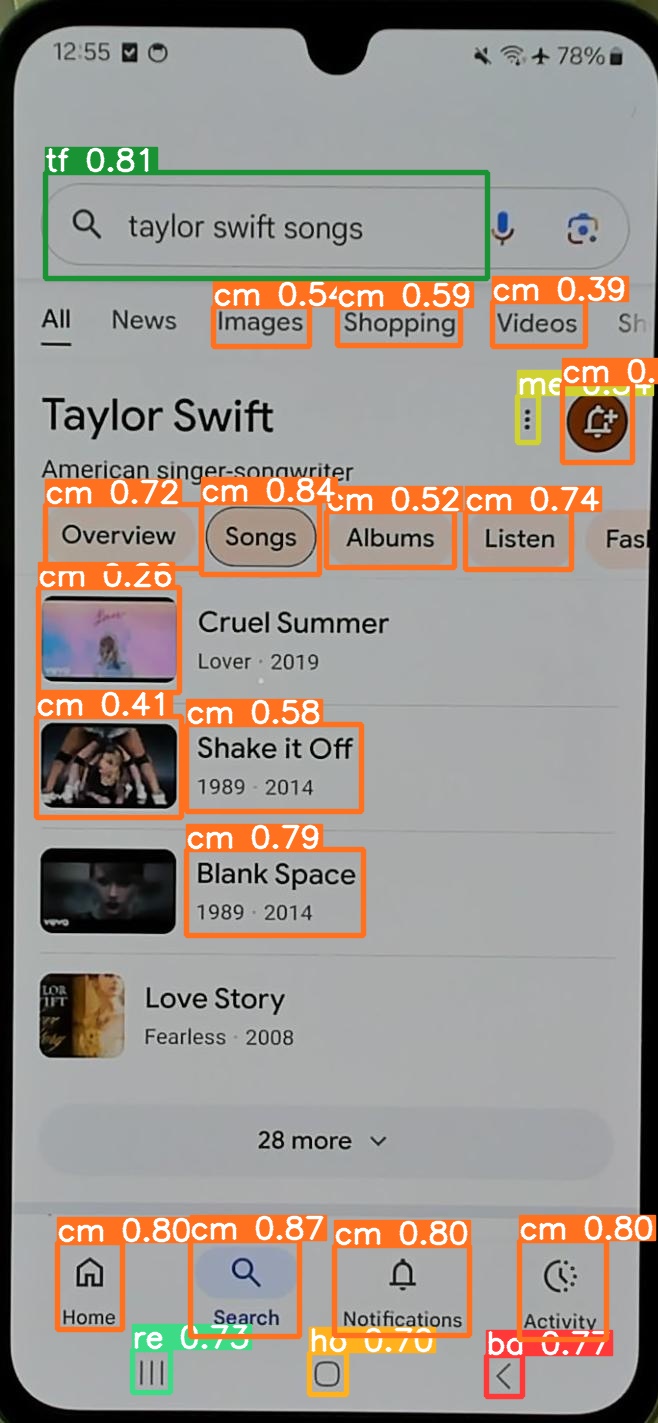 12:55 78%
tf 0.81
taylor swift songs
cm 0.54 cm 0.59 cm 0.39
All News Images Shopping Videos Sh
me cm 0.
Taylor Swift
American singer-songwriter
cm 0.72 cm 0.84 cm 0.52 cm 0.74
Overview Songs Albums Listen Fas
cm 0.26
Cruel Summer
Lover · 2019
cm 0.41 cm 0.58
Shake it Off
1989 · 2014
vevo
cm 0.79
Blank Space
1989 · 2014
vevo
Love Story
Fearless · 2008
28 more
cm 0.80 cm 0.87 cm 0.80 cm 0.80
Home Search Notifications Activity
re 0.73 ho 0.70 ba 0.77